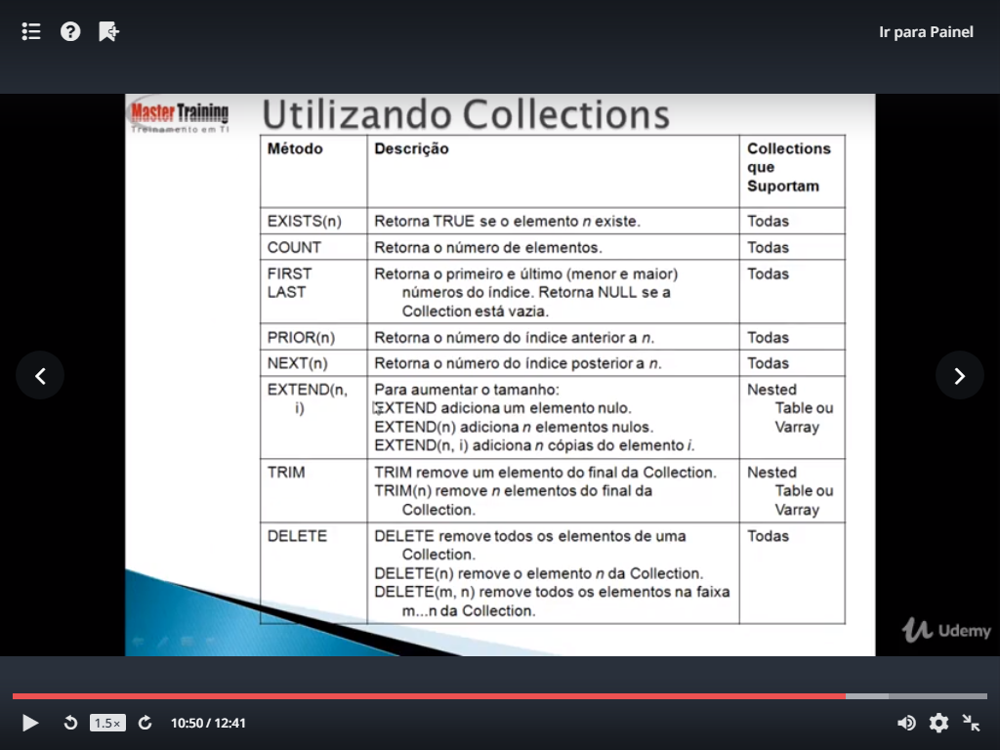 Ir para Painel
Master Training
Treinamento em TI
Utilizando Collections
Método Descrição Collections
que
Suportam
EXISTS(n) Retorna TRUE se o elemento n existe. Todas
COUNT Retorna o número de elementos. Todas
FIRST Retorna o primeiro e último (menor e maior) Todas
LAST números do índice. Retorna NULL se a
Collection está vazia.
PRIOR(n) Retorna o número do índice anterior a n. Todas
NEXT(n) Retorna o número do índice posterior a n. Todas
EXTEND(n, Para aumentar o tamanho: Nested
i) EXTEND adiciona um elemento nulo. Table ou
EXTEND(n) adiciona n elementos nulos. Varray
EXTEND(n, i) adiciona n cópias do elemento i.
TRIM TRIM remove um elemento do final da Collection. Nested
TRIM(n) remove n elementos do final da Table ou
Collection. Varray
DELETE DELETE remove todos os elementos de uma Todas
Collection.
DELETE(n) remove o elemento n da Collection.
DELETE(m, n) remove todos os elementos na faixa
m...n da Collection.
Udemy
1.5× 10:50 / 12:41